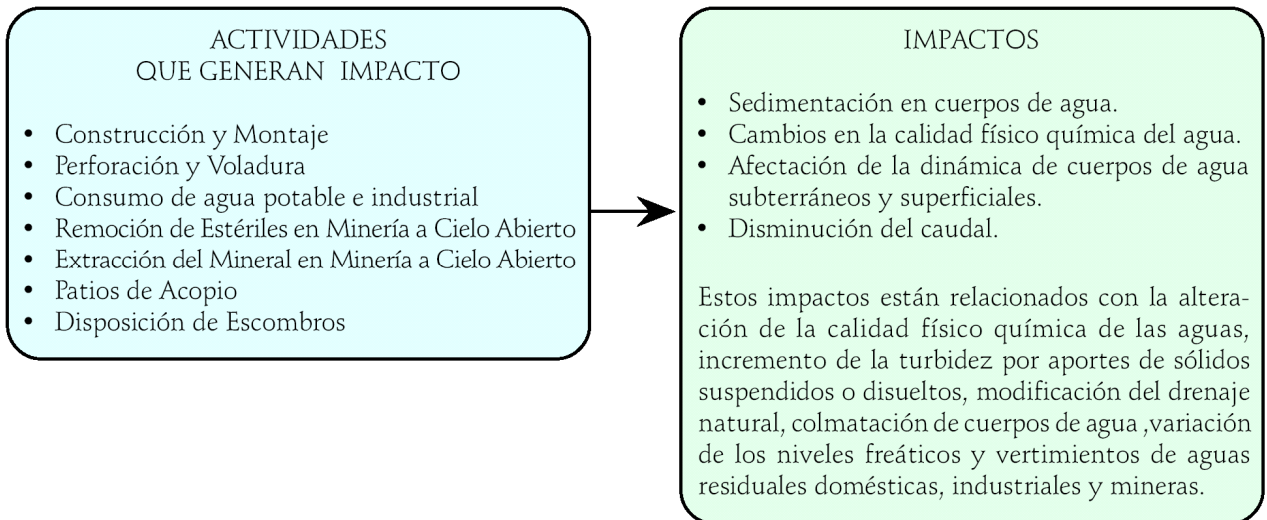 ACTIVIDADES
QUE GENERAN IMPACTO
• Construcción y Montaje
• Perforación y Voladura
• Consumo de agua potable e industrial
• Remoción de Estériles en Minería a Cielo Abierto
• Extracción del Mineral en Minería a Cielo Abierto
• Patios de Acopio
• Disposición de Escombros
IMPACTOS
• Sedimentación en cuerpos de agua.
• Cambios en la calidad físico química del agua.
• Afectación de la dinámica de cuerpos de agua
subterráneos y superficiales.
• Disminución del caudal.
Estos impactos están relacionados con la altera-
ción de la calidad físico química de las aguas,
incremento de la turbidez por aportes de sólidos
suspendidos o disueltos, modificación del drenaje
natural, colmatación de cuerpos de agua ,variación
de los niveles freáticos y vertimientos de aguas
residuales domésticas, industriales y mineras.